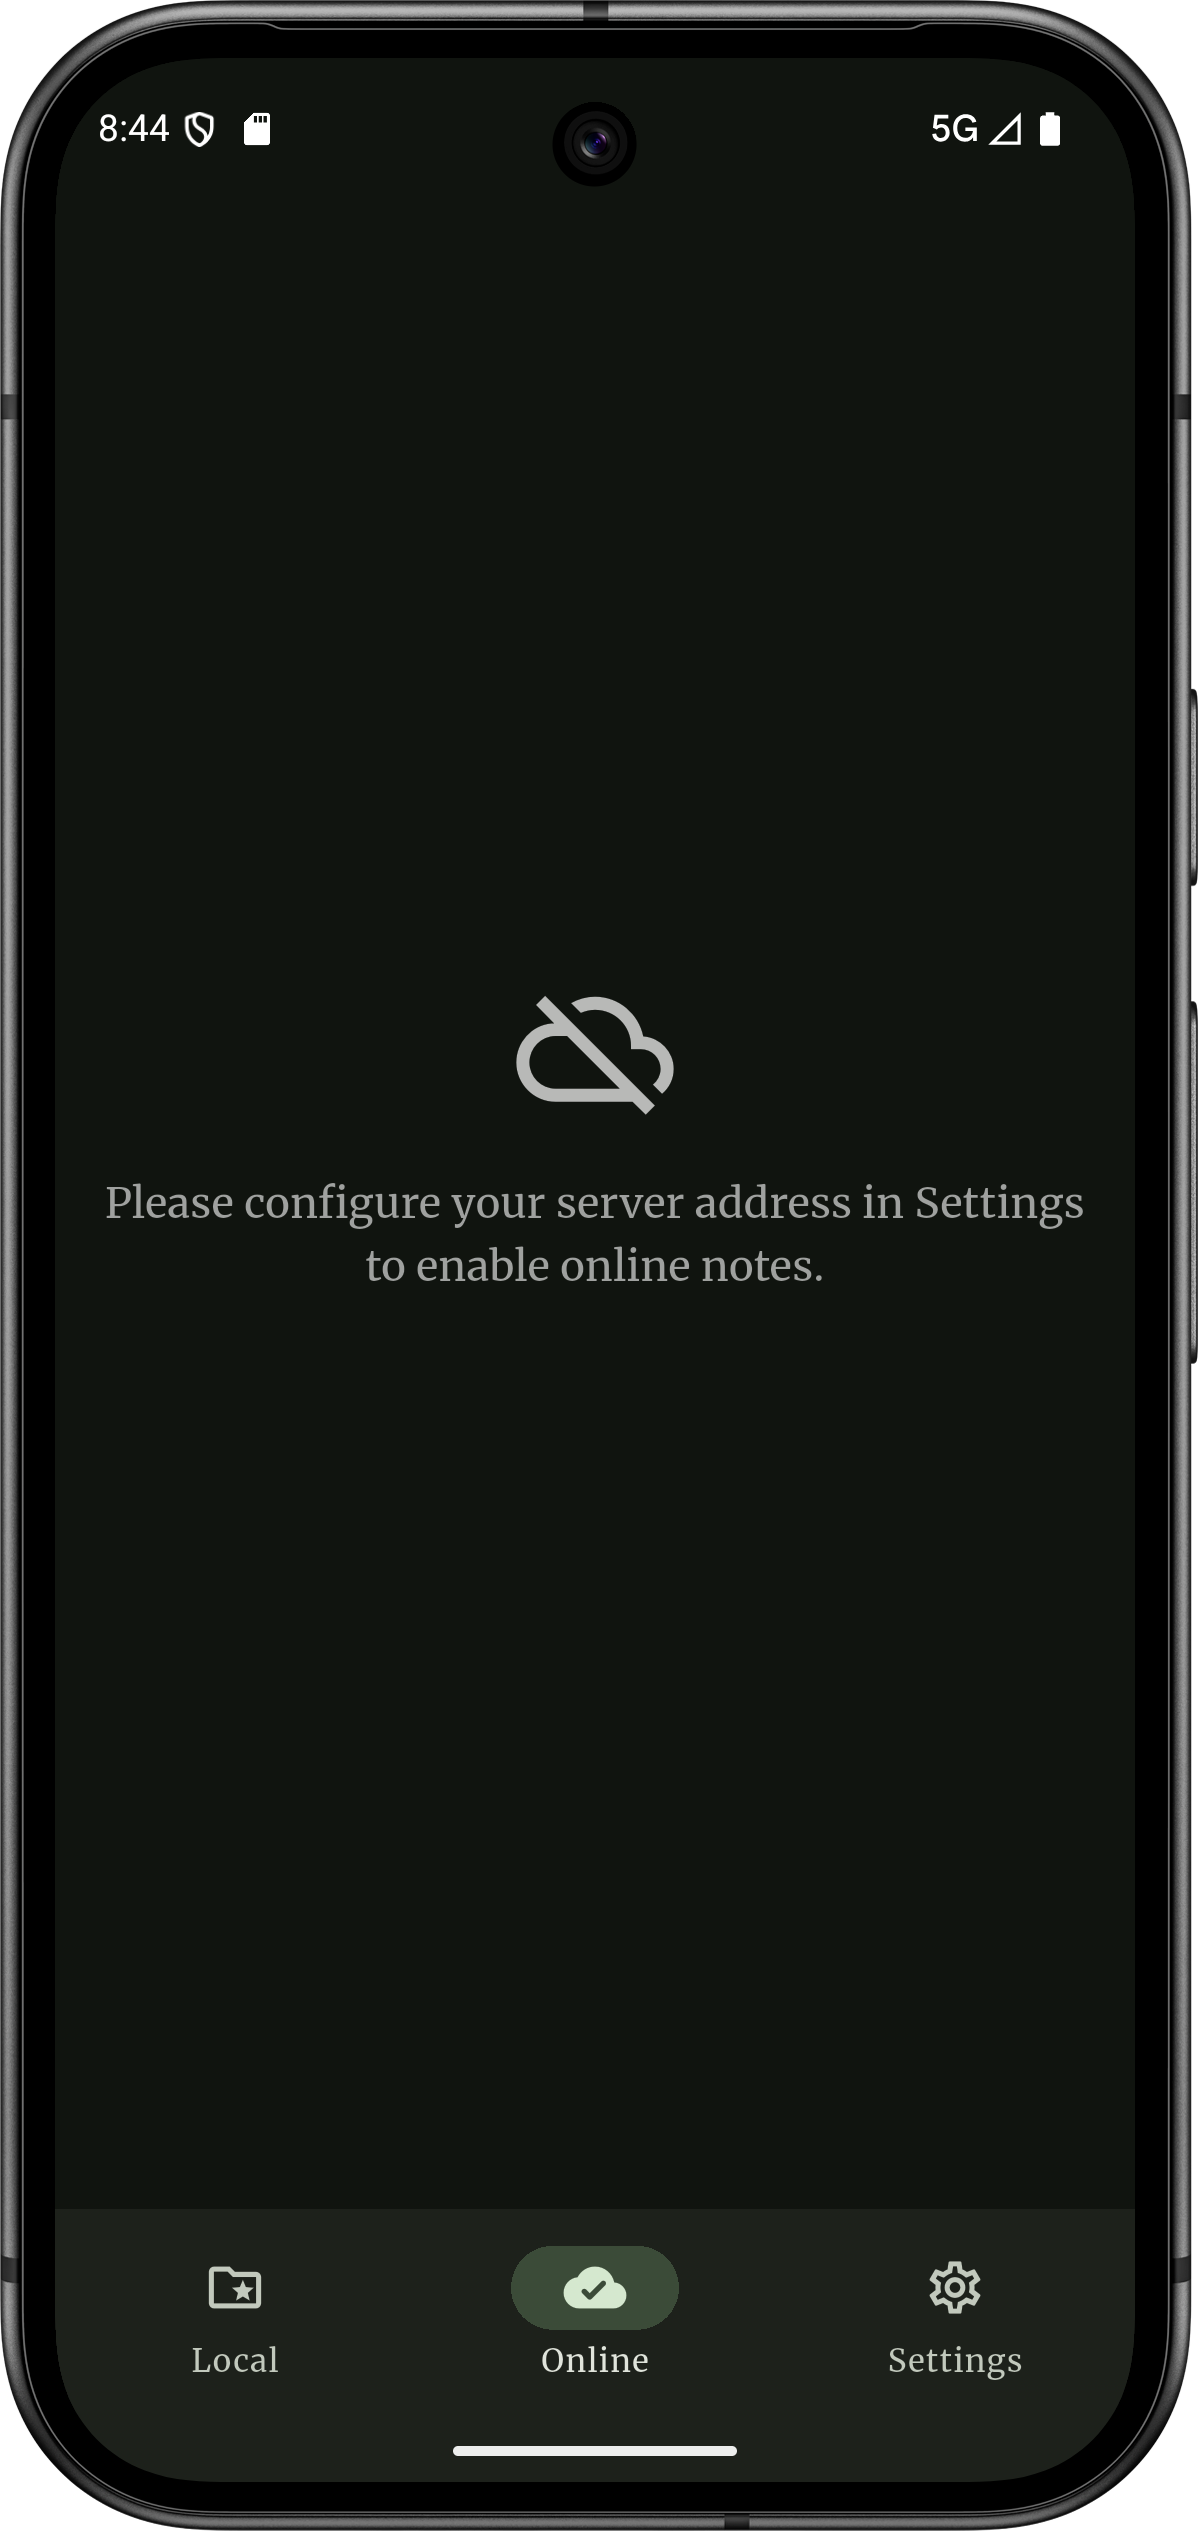 8:44
5G
Please configure your server address in Settings
to enable online notes.
Local
Online
Settings